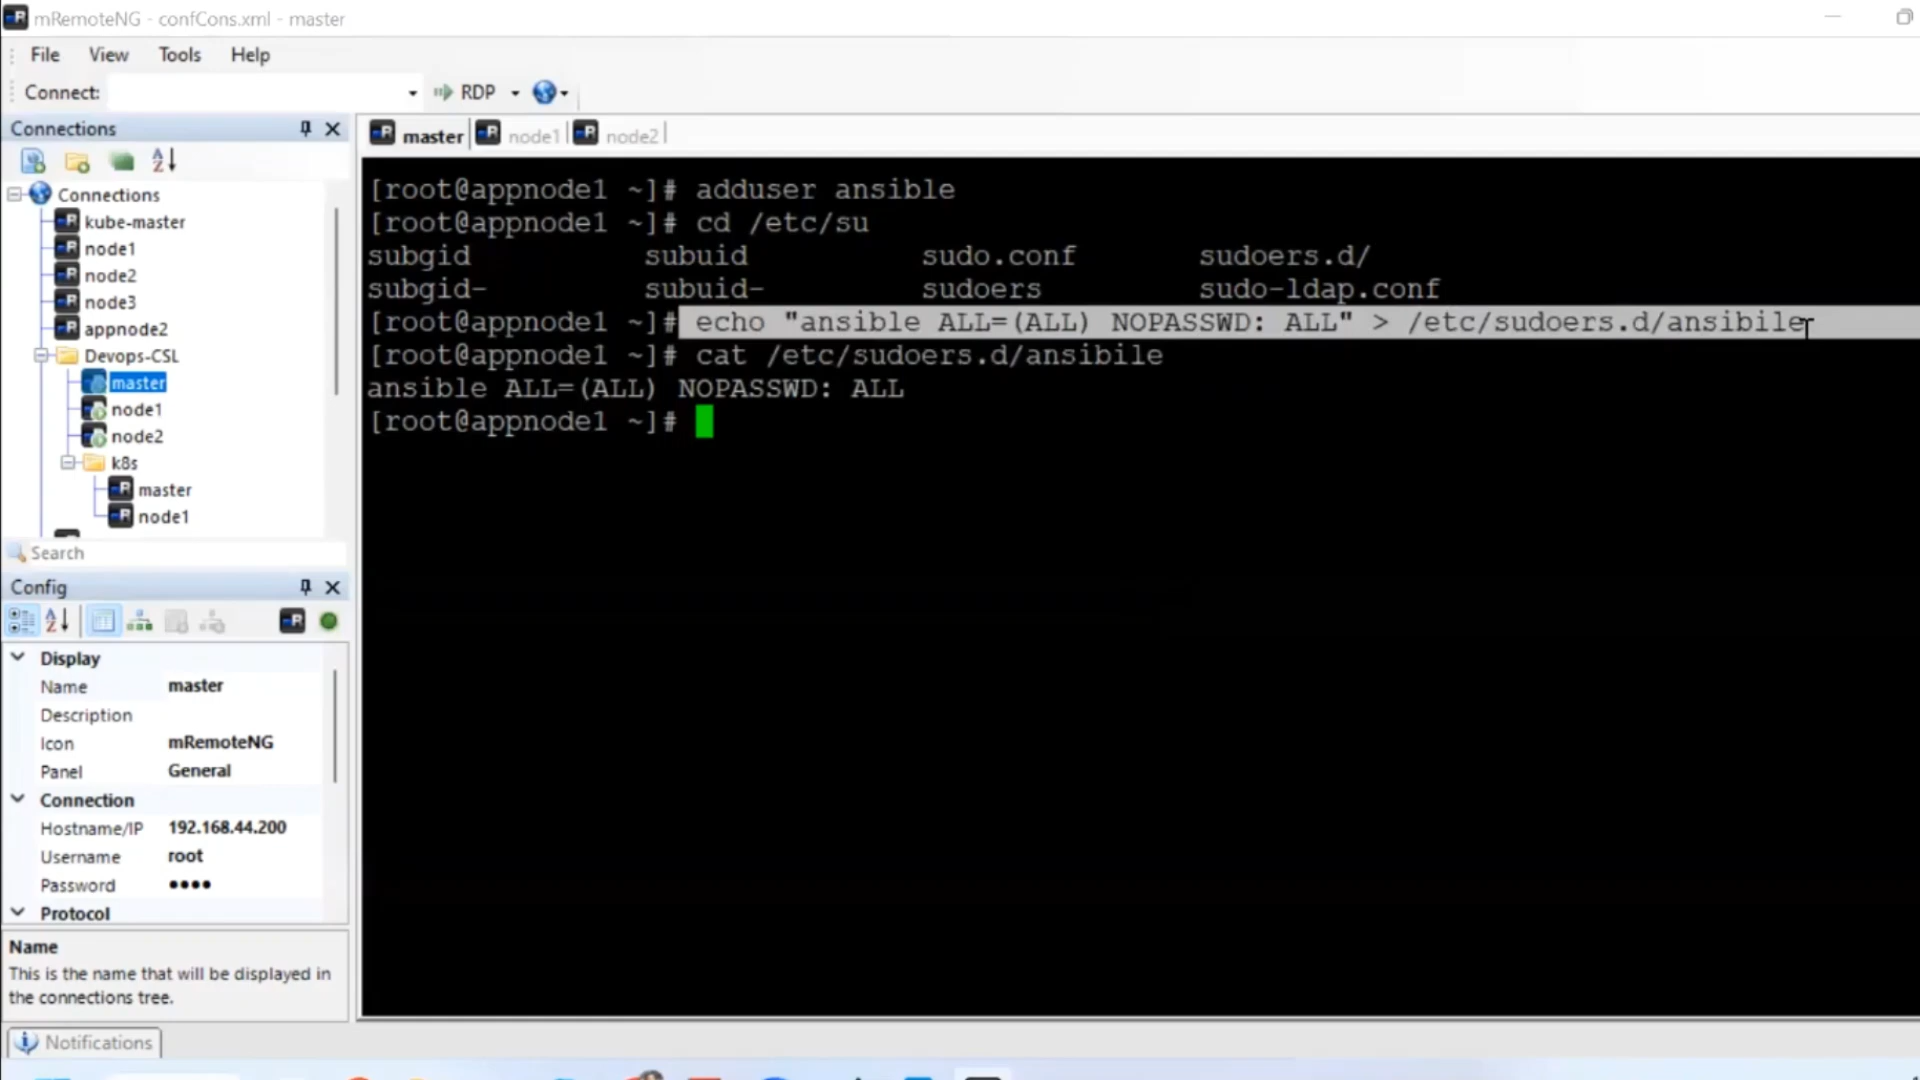 mRemoteNG - confCons.xml - master
File View Tools Help
Connect: RDP
Connections
master node1 node2
Connections
kube-master
node1
node2
node3
appnode2
Devops-CSL
master
node1
node2
k8s
master
node1
Search
Config
Display
Name master
Description
Icon mRemoteNG
Panel General
Connection
Hostname/IP 192.168.44.200
Username root
Password ••••
Protocol
Name
This is the name that will be displayed in
the connections tree.
Notifications
[root@appnode1 ~]# adduser ansible
[root@appnode1 ~]# cd /etc/su
subgid subuid sudo.conf sudoers.d/
subgid- subuid- sudoers sudo-ldap.conf
[root@appnode1 ~]# echo "ansible ALL=(ALL) NOPASSWD: ALL" > /etc/sudoers.d/ansibile
[root@appnode1 ~]# cat /etc/sudoers.d/ansibile
ansible ALL=(ALL) NOPASSWD: ALL
[root@appnode1 ~]#